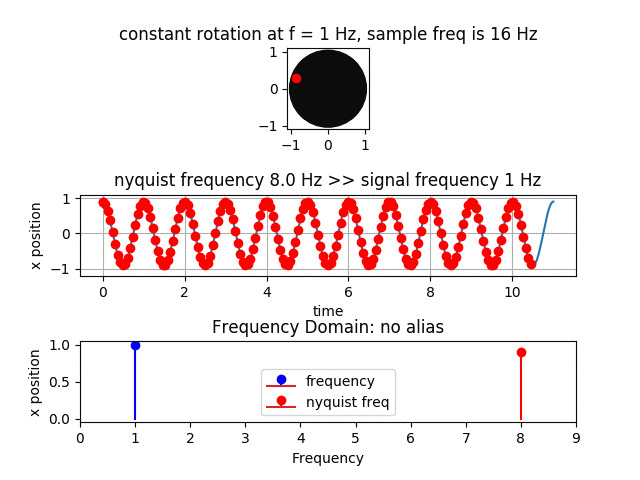 constant rotation at f = 1 Hz, sample freq is 16 Hz
1
0
−1
−1 0 1
nyquist frequency 8.0 Hz >> signal frequency 1 Hz
x position
1
0
−1
0 2 4 6 8 10
time
Frequency Domain: no alias
x position
1.0
0.5
0.0
frequency
nyquist freq
0 1 2 3 4 5 6 7 8 9
Frequency